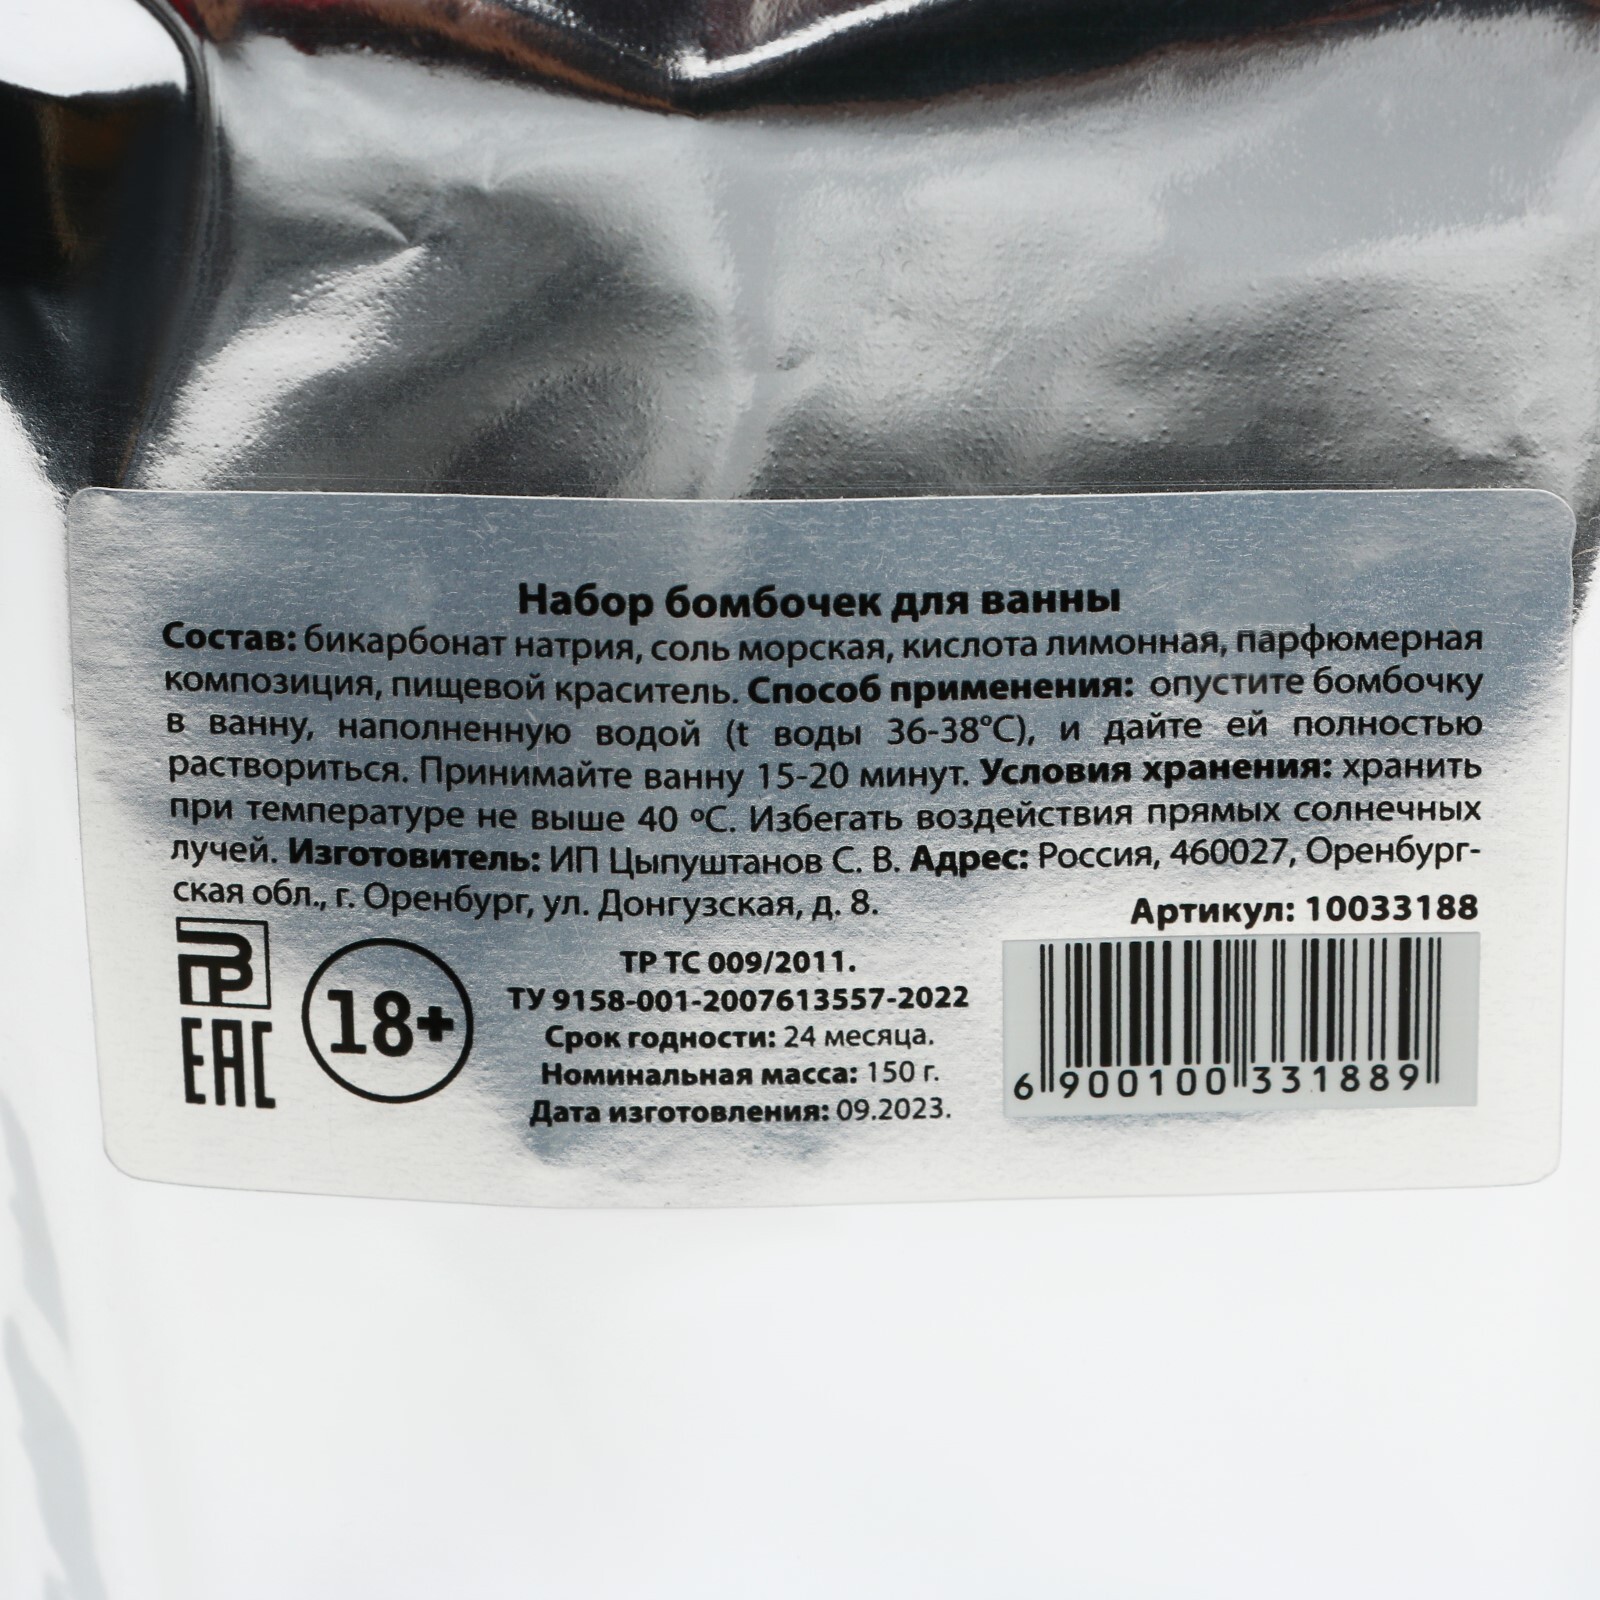 Набор бомбочек для ванны
Состав: бикарбонат натрия, соль морская, кислота лимонная, парфюмерная
композиция, пищевой краситель. Способ применения: опустите бомбочку
в ванну, наполненную водой (t воды 36-38°C), и дайте ей полностью
раствориться. Принимайте ванну 15-20 минут. Условия хранения: хранить
при температуре не выше 40 ºС. Избегать воздействия прямых солнечных
лучей. Изготовитель: ИП Цыпуштанов С. В. Адрес: Россия, 460027, Оренбург-
ская обл., г. Оренбург, ул. Донгузская, д. 8.
Артикул: 10033188
EAC
18+
ТР ТС 009/2011.
ТУ 9158-001-2007613557-2022
Срок годности: 24 месяца.
Номинальная масса: 150 г.
Дата изготовления: 09.2023.
6 900100 331889